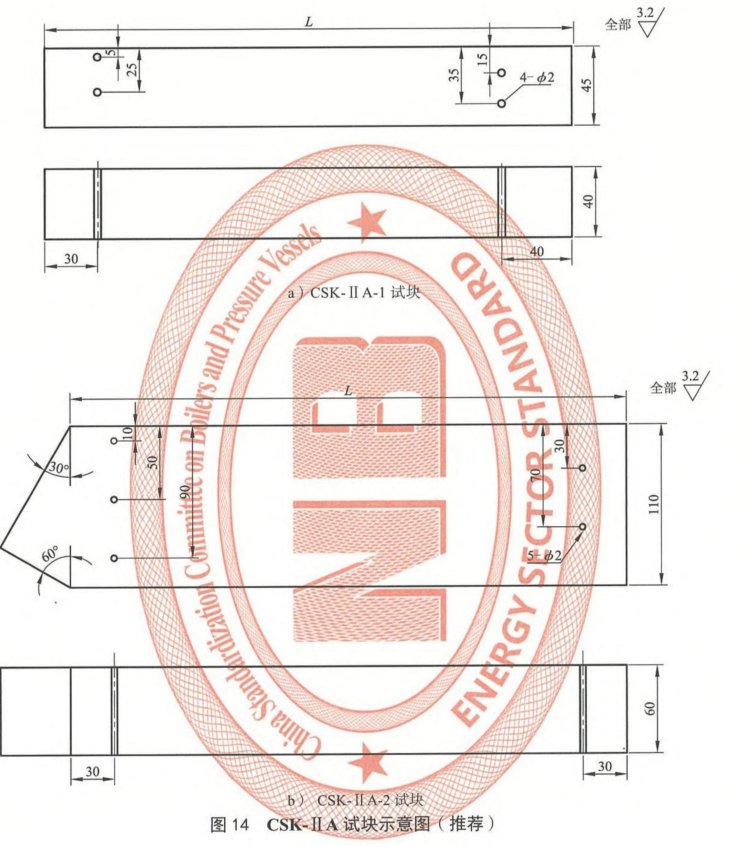 L
全部 3.2
5
25
35
15
4-ϕ2
45
40
30
40
a）CSK-ⅡA-1 试块
L
全部 3.2
30°
60°
10
50
90
70
30
5-ϕ2
110
60
30
30
b） CSK-ⅡA-2 试块
图 14 CSK-ⅡA 试块示意图（推荐）
China Standardization Committee on Boilers and Pressure Vessels
NB
ENERGY SECTOR STANDARD